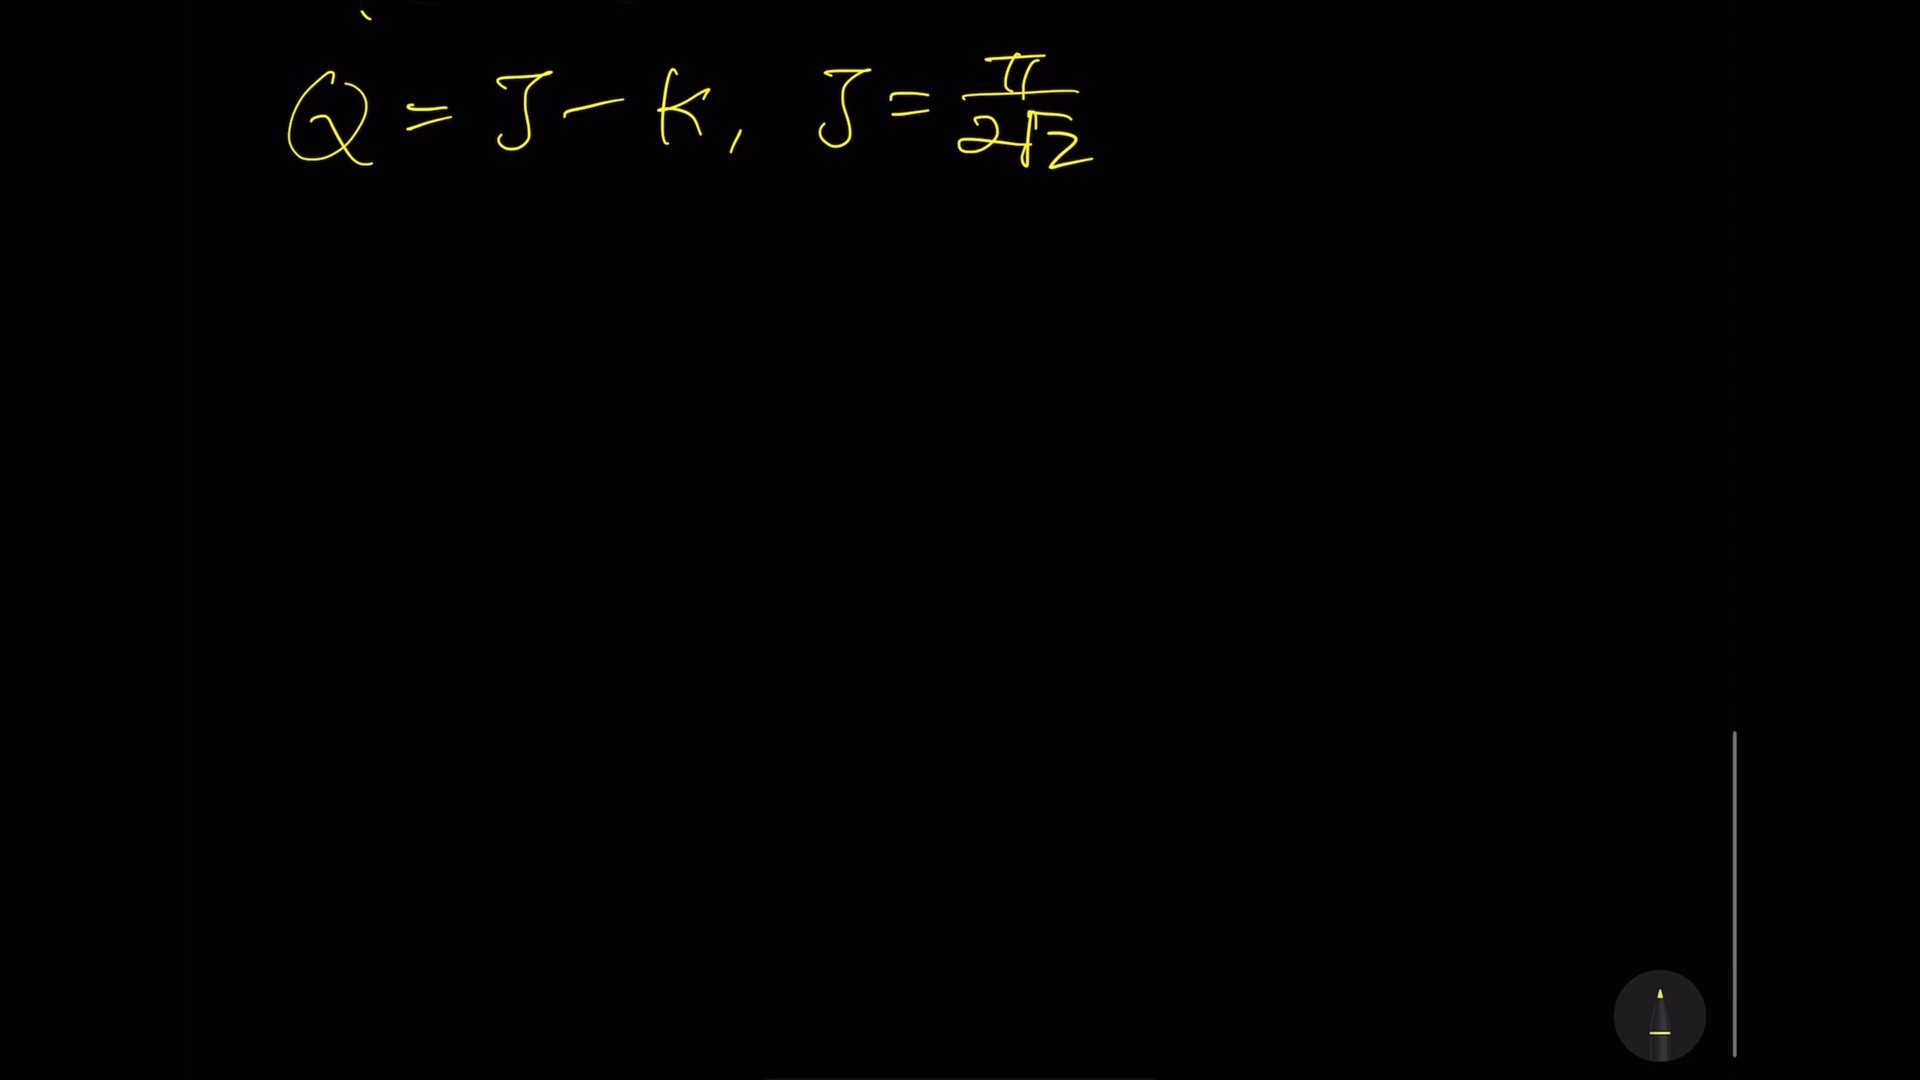 Q = J - K, J = π/2√2